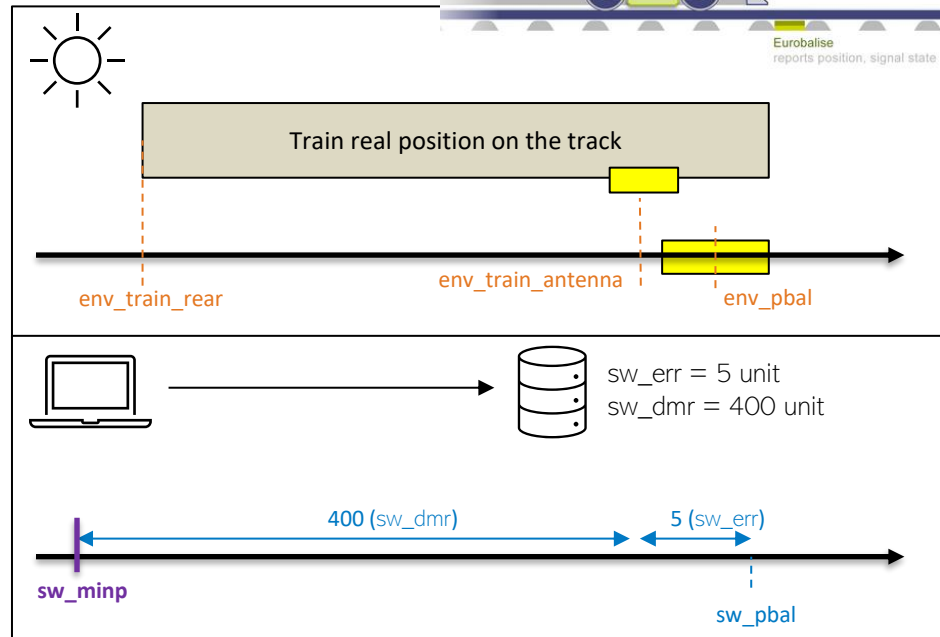 Eurobalise
reports position, signal state
Train real position on the track
env_train_rear
env_train_antenna
env_pbal
sw_err = 5 unit
sw_dmr = 400 unit
400 (sw_dmr)
5 (sw_err)
sw_minp
sw_pbal